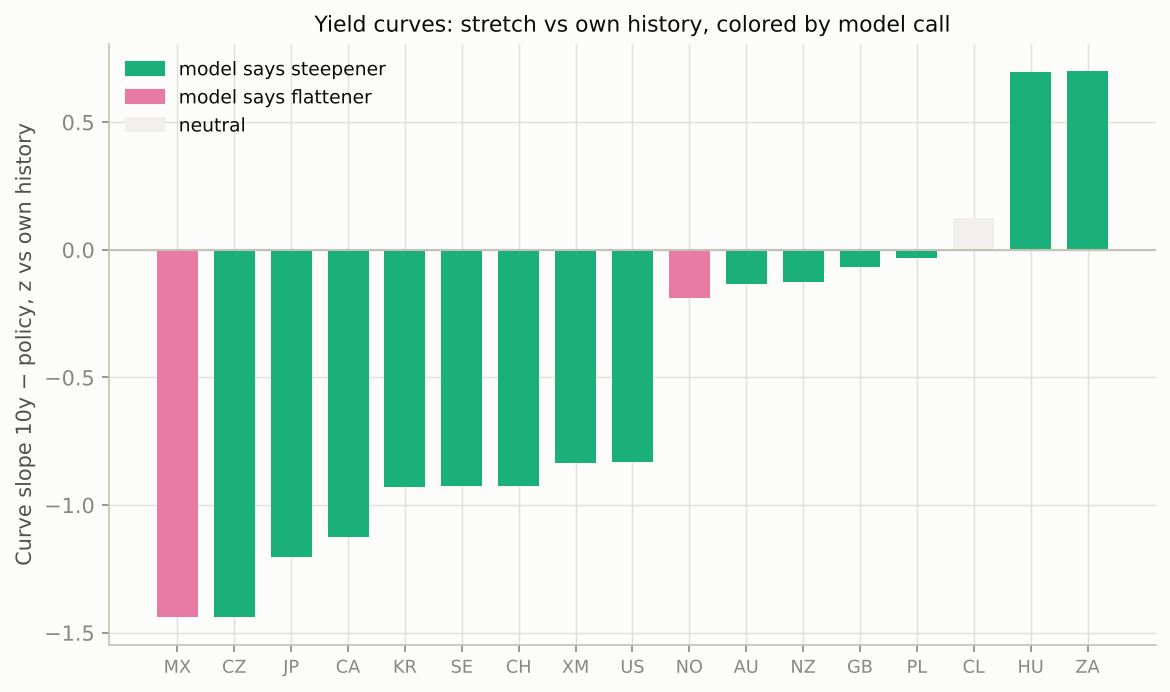 Yield curves: stretch vs own history, colored by model call
model says steepener
model says flattener
neutral
Curve slope 10y − policy, z vs own history
0.5
0.0
−0.5
−1.0
−1.5
MX CZ JP CA KR SE CH XM US NO AU NZ GB PL CL HU ZA